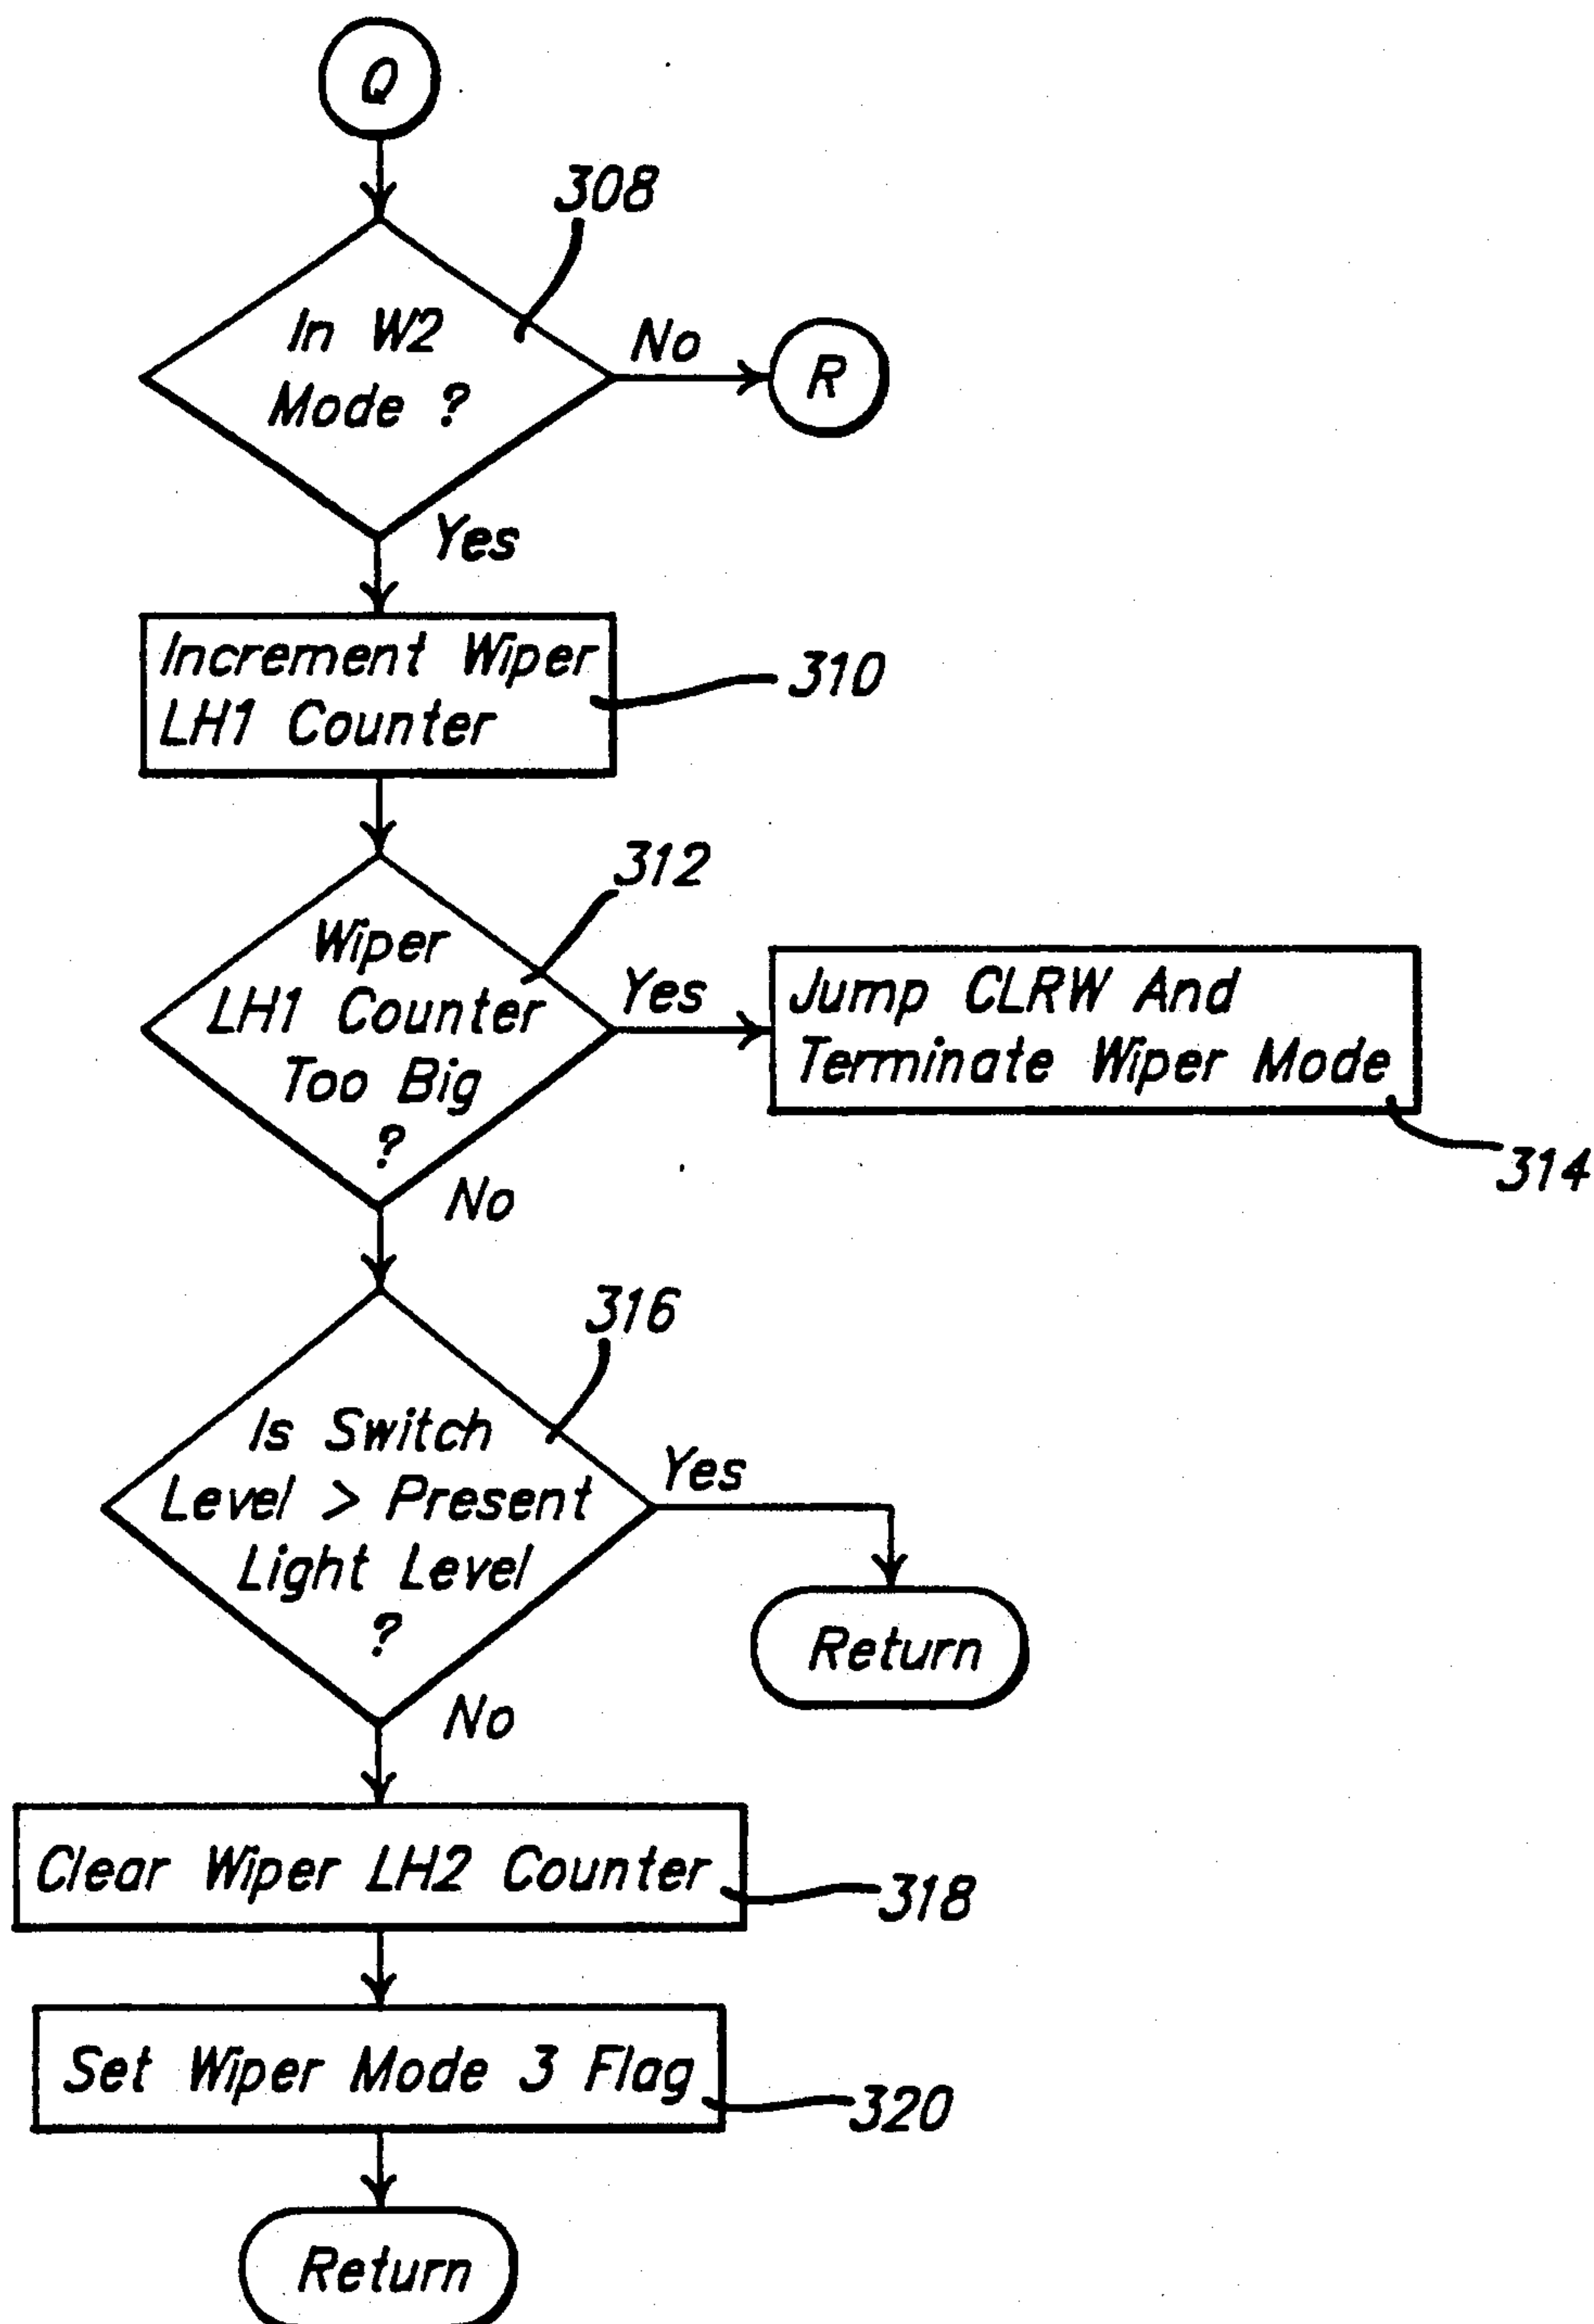 Q
308
In W2
Mode ?
No
R
Yes
Increment Wiper
LH1 Counter
310
312
Wiper
LH1 Counter
Too Big
?
Yes
Jump CLRW And
Terminate Wiper Mode
314
No
316
Is Switch
Level > Present
Light Level
?
Yes
Return
No
Clear Wiper LH2 Counter
318
Set Wiper Mode 3 Flag
320
Return